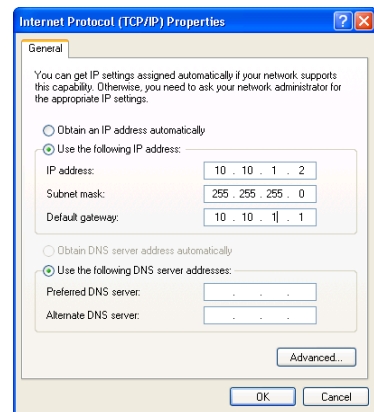 Internet Protocol (TCP/IP) Properties
General
You can get IP settings assigned automatically if your network supports
this capability. Otherwise, you need to ask your network administrator for
the appropriate IP settings.
Obtain an IP address automatically
Use the following IP address:
IP address: 10 . 10 . 1 . 2
Subnet mask: 255 . 255 . 255 . 0
Default gateway: 10 . 10 . 1 . 1
Obtain DNS server address automatically
Use the following DNS server addresses:
Preferred DNS server: . . .
Alternate DNS server: . . .
Advanced...
OK Cancel